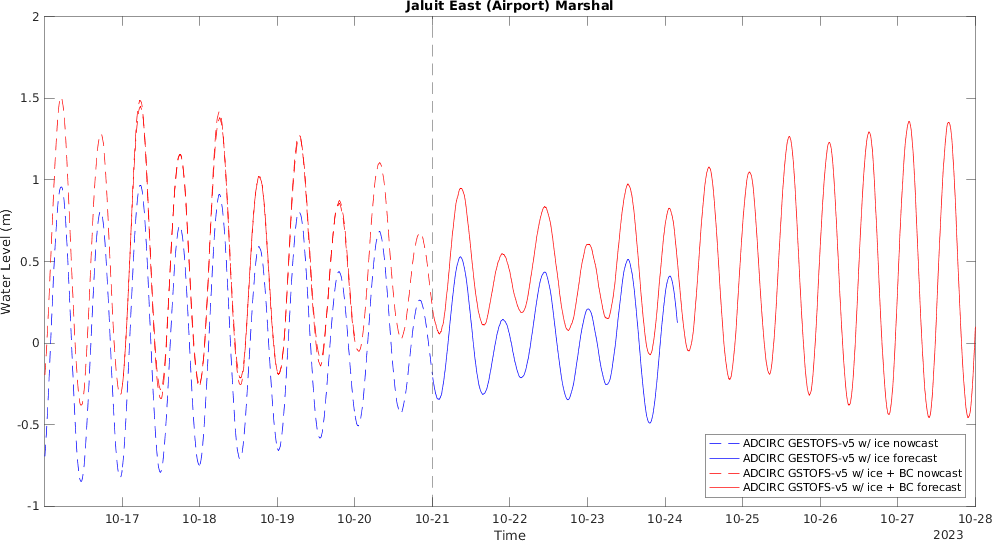 Jaluit East (Airport) Marshal
2
1.5
1
0.5
0
-0.5
-1
Water Level (m)
10-17 10-18 10-19 10-20 10-21 10-22 10-23 10-24 10-25 10-26 10-27 10-28
Time
2023
ADCIRC GESTOFS-v5 w/ ice nowcast
ADCIRC GESTOFS-v5 w/ ice forecast
ADCIRC GSTOFS-v5 w/ ice + BC nowcast
ADCIRC GSTOFS-v5 w/ ice + BC forecast